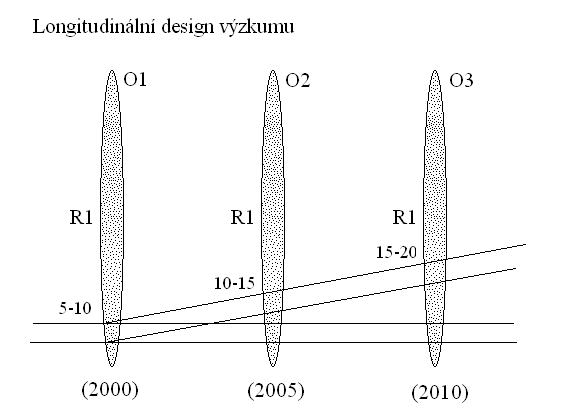 Longitudinální design výzkumu
O1 O2 O3
R1 R1 R1
15-20
10-15
5-10
(2000) (2005) (2010)